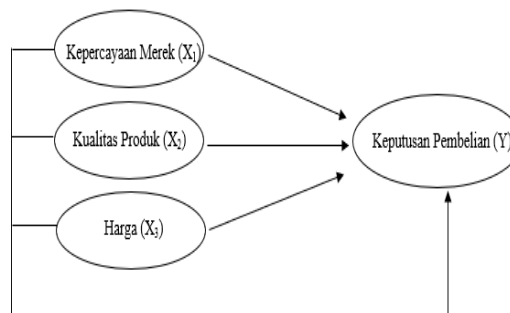 Kepercayaan Merek (X₁)
Kualitas Produk (X₂)
Keputusan Pembelian (Y)
Harga (X₃)